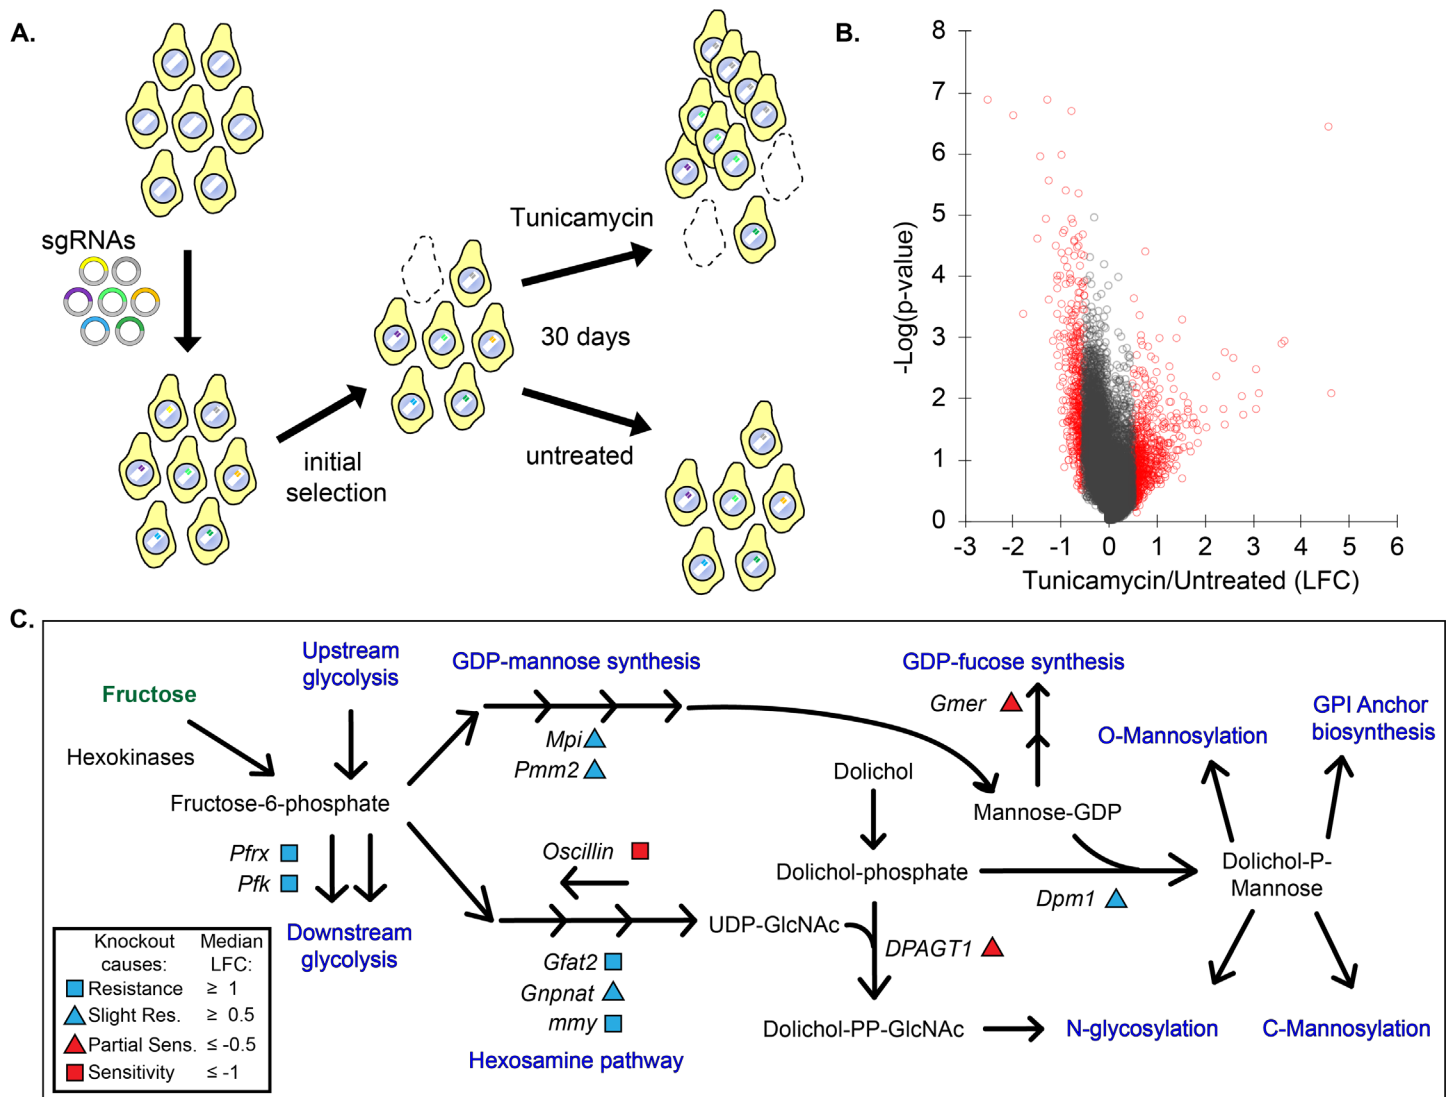 A.
sgRNAs
initial
selection
Tunicamycin
30 days
untreated
B.
-Log(p-value)
8
7
6
5
4
3
2
1
0
-3 -2 -1 0 1 2 3 4 5 6
Tunicamycin/Untreated (LFC)
C.
Fructose
Hexokinases
Upstream
glycolysis
Fructose-6-phosphate
Pfrx
Pfk
Downstream
glycolysis
GDP-mannose synthesis
Mpi
Pmm2
Oscillin
Gfat2
Gnpnat
mmy
Hexosamine pathway
UDP-GlcNAc
Dolichol
Dolichol-phosphate
DPAGT1
Dolichol-PP-GlcNAc
GDP-fucose synthesis
Gmer
Mannose-GDP
Dpm1
O-Mannosylation
GPI Anchor
biosynthesis
Dolichol-P-
Mannose
N-glycosylation
C-Mannosylation
Knockout Median
causes: LFC:
Resistance ≥ 1
Slight Res. ≥ 0.5
Partial Sens. ≤ -0.5
Sensitivity ≤ -1